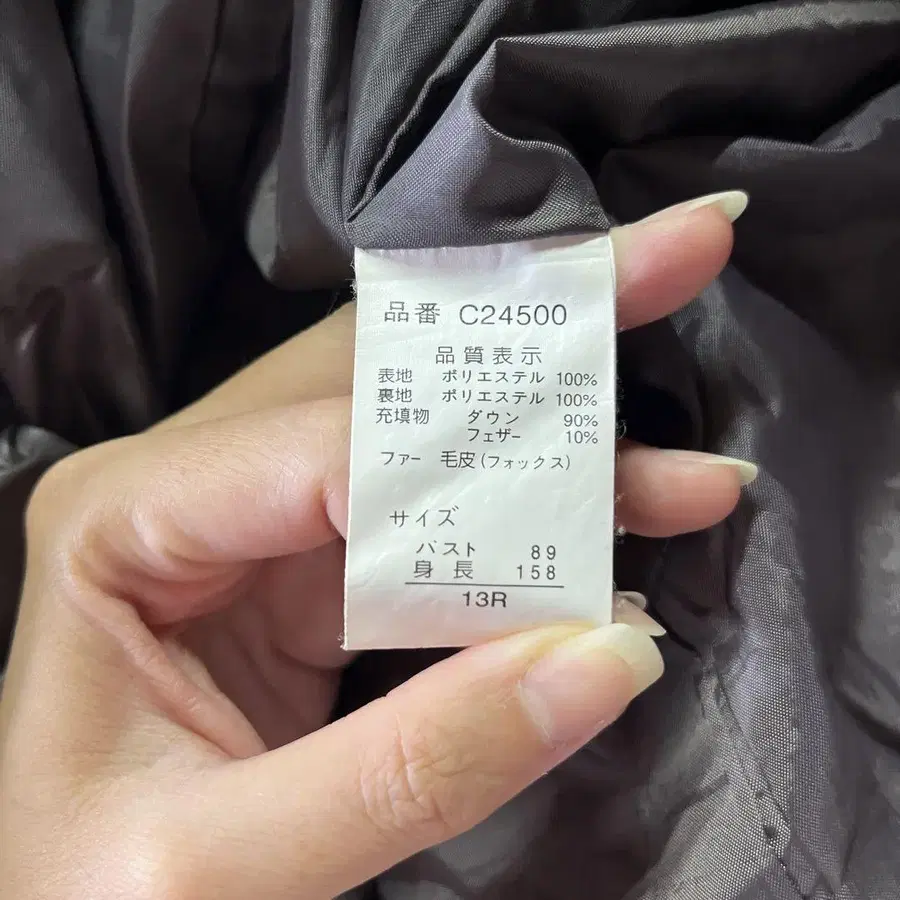 品番 C24500
品質表示
表地 ポリエステル 100%
裏地 ポリエステル 100%
充填物 ダウン 90%
フェザー 10%
ファー 毛皮(フォックス)
サイズ
バスト 89
身長 158
13R